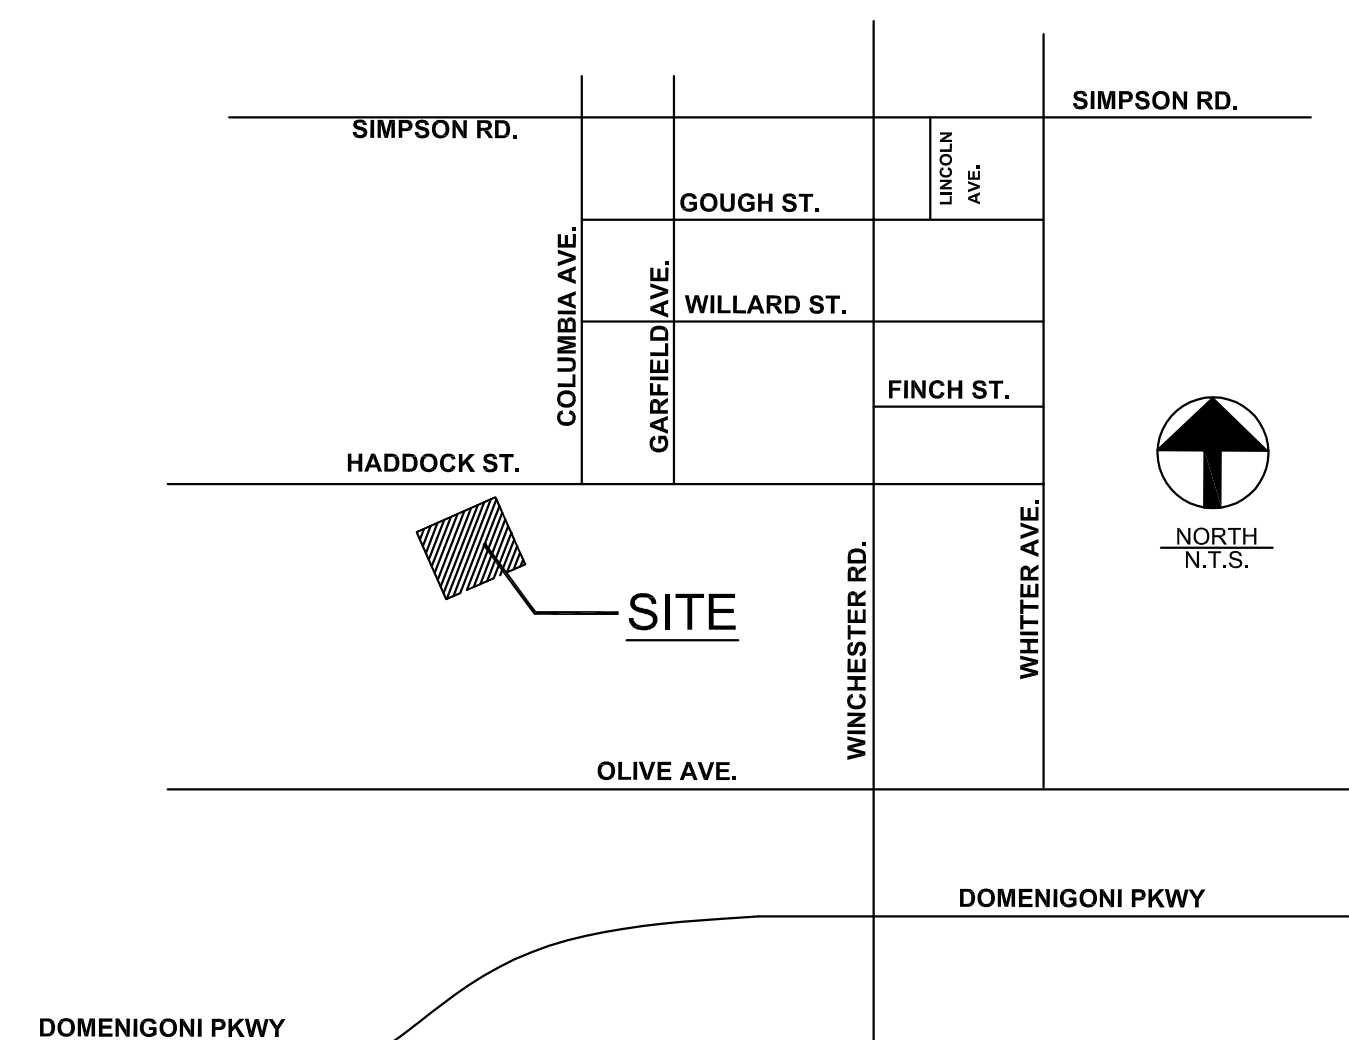 SIMPSON RD.
SIMPSON RD.
LINCOLN
AVE.
GOUGH ST.
COLUMBIA AVE.
GARFIELD AVE.
WILLARD ST.
FINCH ST.
HADDOCK ST.
NORTH
N.T.S.
WHITTER AVE.
WINCHESTER RD.
SITE
OLIVE AVE.
DOMENIGONI PKWY
DOMENIGONI PKWY